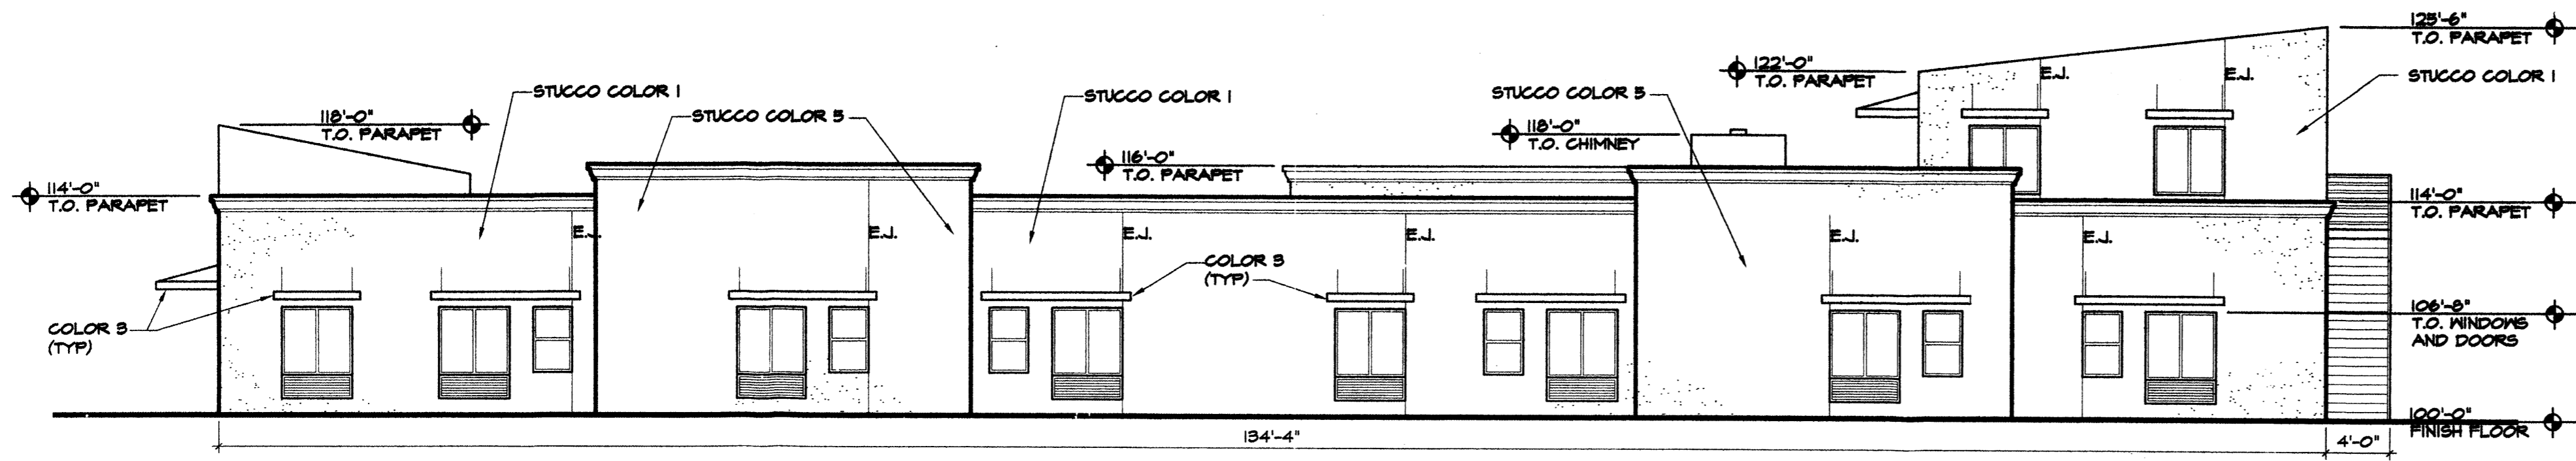 125'-6"
T.O. PARAPET
122'-0"
T.O. PARAPET
E.J.
E.J.
STUCCO COLOR 1
STUCCO COLOR 1
STUCCO COLOR 5
STUCCO COLOR 1
STUCCO COLOR 5
118'-0"
T.O. PARAPET
118'-0"
T.O. CHIMNEY
116'-0"
T.O. PARAPET
114'-0"
T.O. PARAPET
114'-0"
T.O. PARAPET
E.J.
E.J.
E.J.
E.J.
E.J.
E.J.
COLOR 3
(TYP)
COLOR 3
(TYP)
106'-8"
T.O. WINDOWS
AND DOORS
100'-0"
FINISH FLOOR
134'-4"
4'-0"